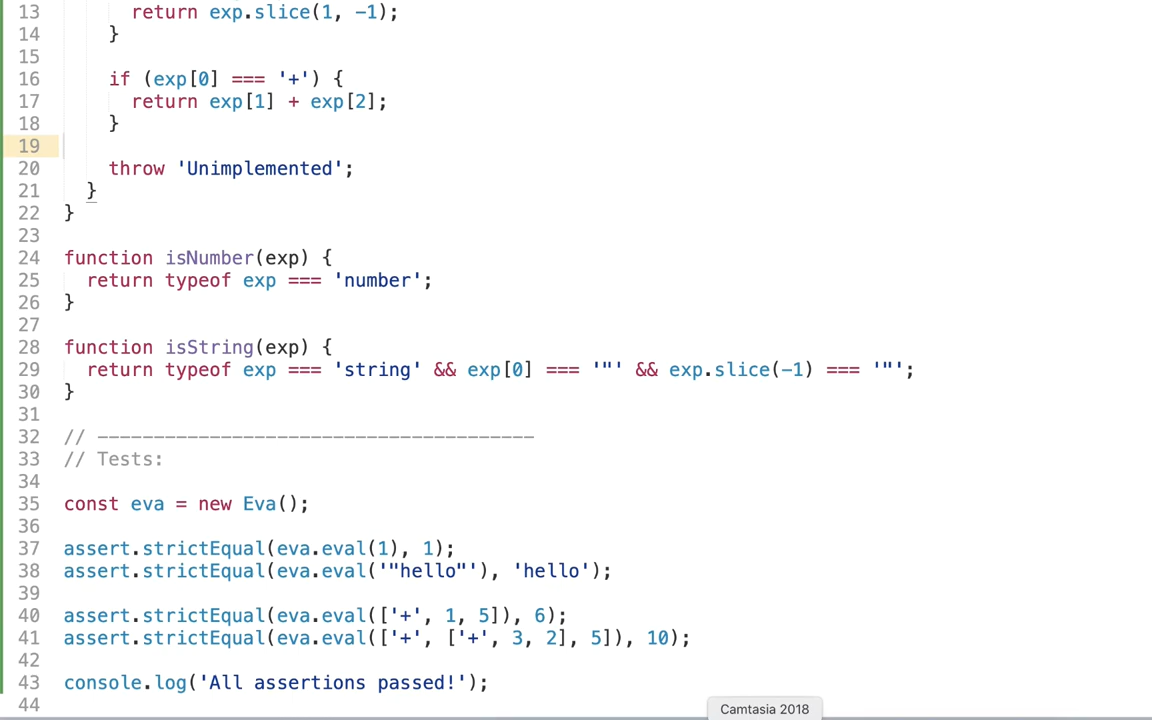 13 return exp.slice(1, -1);
14 }
15
16 if (exp[0] === '+') {
17 return exp[1] + exp[2];
18 }
19
20 throw 'Unimplemented';
21 }
22 }
23
24 function isNumber(exp) {
25 return typeof exp === 'number';
26 }
27
28 function isString(exp) {
29 return typeof exp === 'string' && exp[0] === '"' && exp.slice(-1) === '"';
30 }
31
32 // ---------------------------------------
33 // Tests:
34
35 const eva = new Eva();
36
37 assert.strictEqual(eva.eval(1), 1);
38 assert.strictEqual(eva.eval('"hello"'), 'hello');
39
40 assert.strictEqual(eva.eval(['+', 1, 5]), 6);
41 assert.strictEqual(eva.eval(['+', ['+', 3, 2], 5]), 10);
42
43 console.log('All assertions passed!');
44
Camtasia 2018